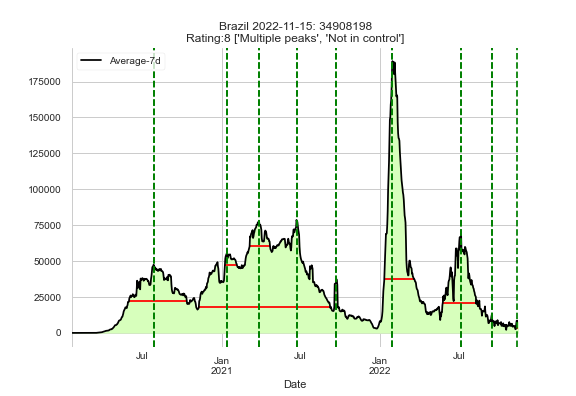 Brazil 2022-11-15: 34908198
Rating:8 ['Multiple peaks', 'Not in control']
Average-7d
175000
150000
125000
100000
75000
50000
25000
0
Jul
Jan
2021
Jul
Jan
2022
Jul
Date